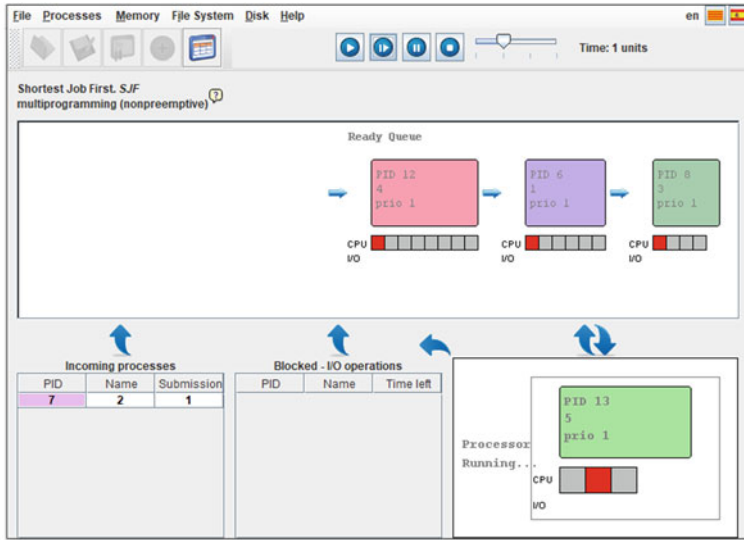 File Processes Memory File System Disk Help en
Time: 1 units
Shortest Job First. SJF
multiprogramming (nonpreemptive) ?
Ready Queue
PID 12 PID 6 PID 8
4 1 3
prio 1 prio 1 prio 1
CPU CPU CPU
I/O I/O I/O
Incoming processes Blocked - I/O operations
PID Name Submission PID Name Time left
7 2 1
PID 13
5
prio 1
Processor
Running...
CPU
I/O